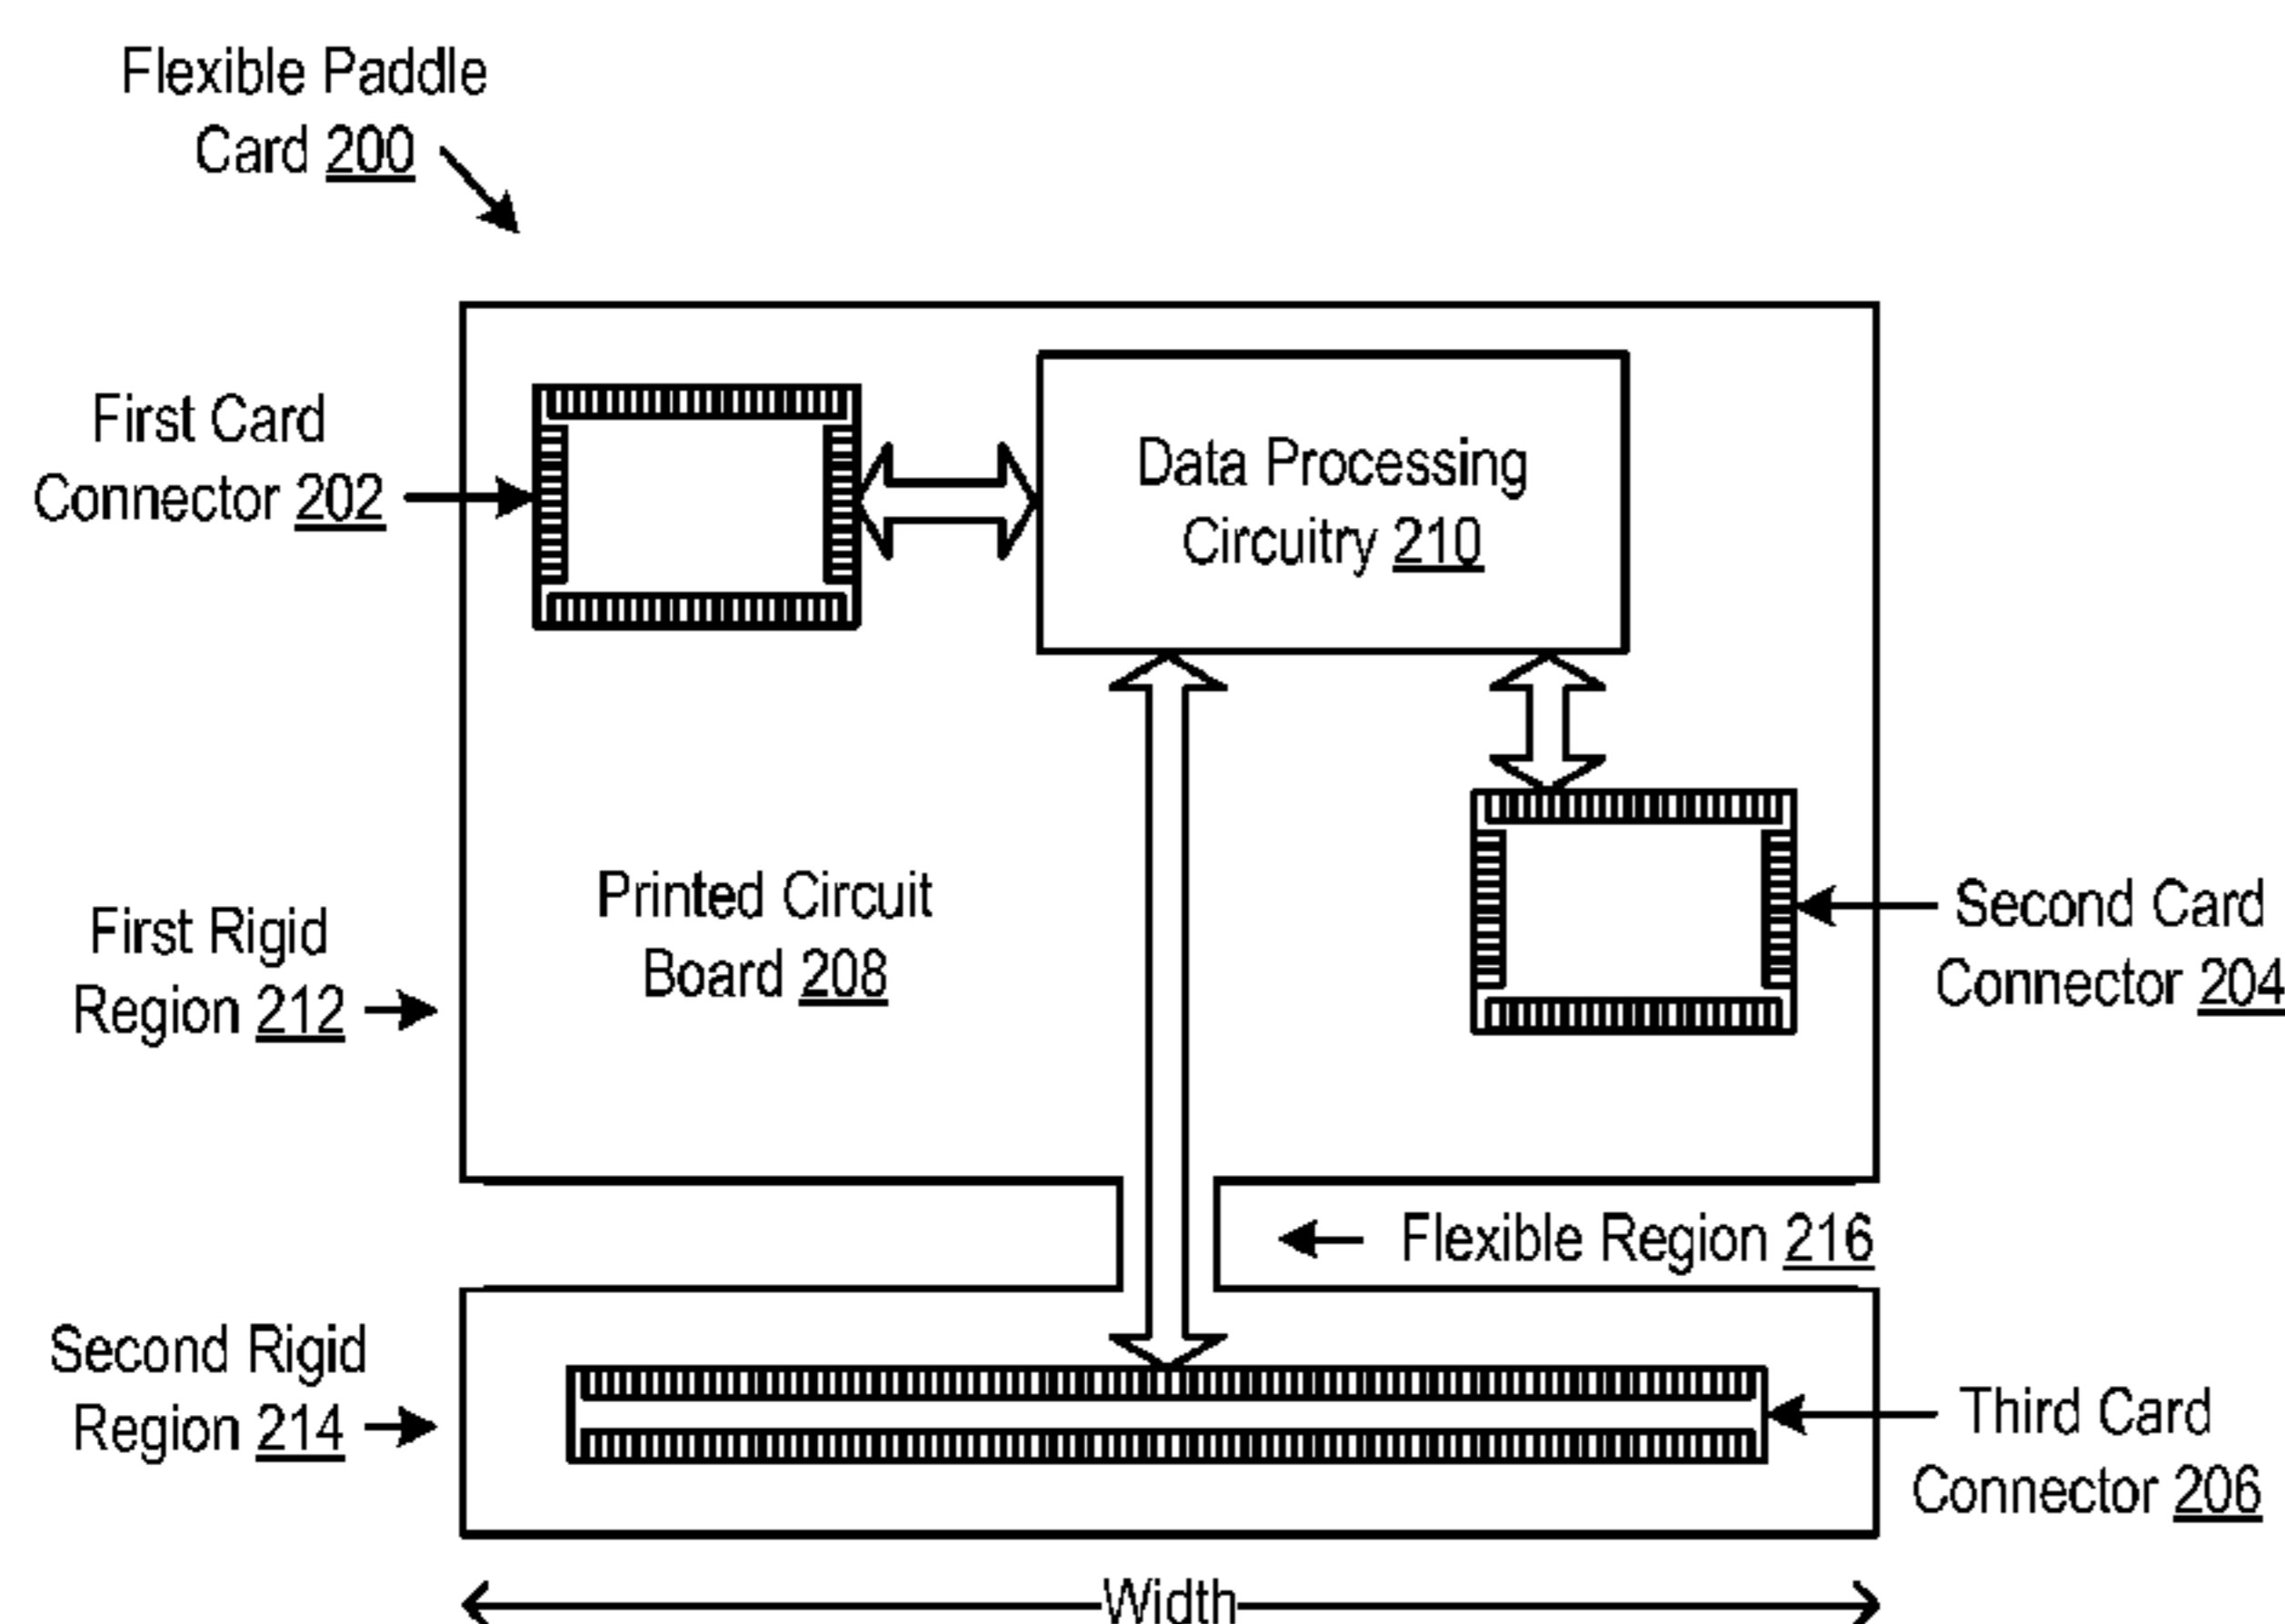 Flexible Paddle
Card 200
First Card
Connector 202
Data Processing
Circuitry 210
Printed Circuit
Board 208
First Rigid
Region 212
Second Card
Connector 204
Flexible Region 216
Second Rigid
Region 214
Third Card
Connector 206
Width